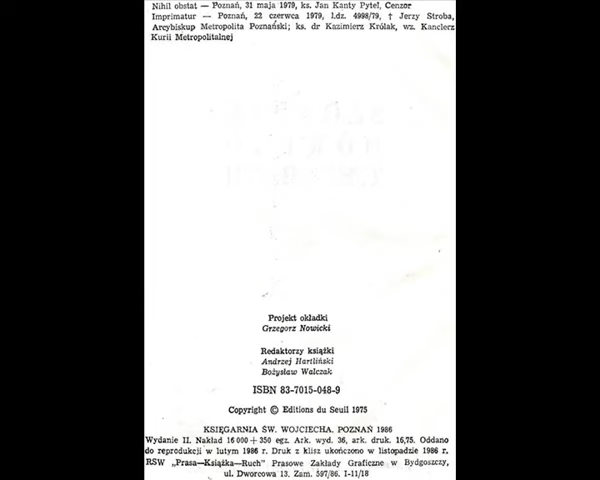 Nihil obstat — Poznań, 31 maja 1979, ks. Jan Kanty Pytel, Cenzor
Imprimatur — Poznań, 22 czerwca 1979, l.dz. 4998/79, † Jerzy Stroba,
Arcybiskup Metropolita Poznański; ks. dr Kazimierz Królak, wz. Kanclerz
Kurii Metropolitalnej
Projekt okładki
Grzegorz Nowicki
Redaktorzy książki
Andrzej Hartliński
Bożysław Walczak
ISBN 83-7015-048-9
Copyright © Editions du Seuil 1975
KSIĘGARNIA ŚW. WOJCIECHA. POZNAŃ 1986
Wydanie II. Nakład 16 000 + 350 egz. Ark. wyd. 36, ark. druk. 16,75. Oddano
do reprodukcji w lutym 1986 r. Druk z klisz ukończono w listopadzie 1986 r.
RSW „Prasa—Książka—Ruch" Prasowe Zakłady Graficzne w Bydgoszczy,
ul. Dworcowa 13. Zam. 597/86. I-11/18